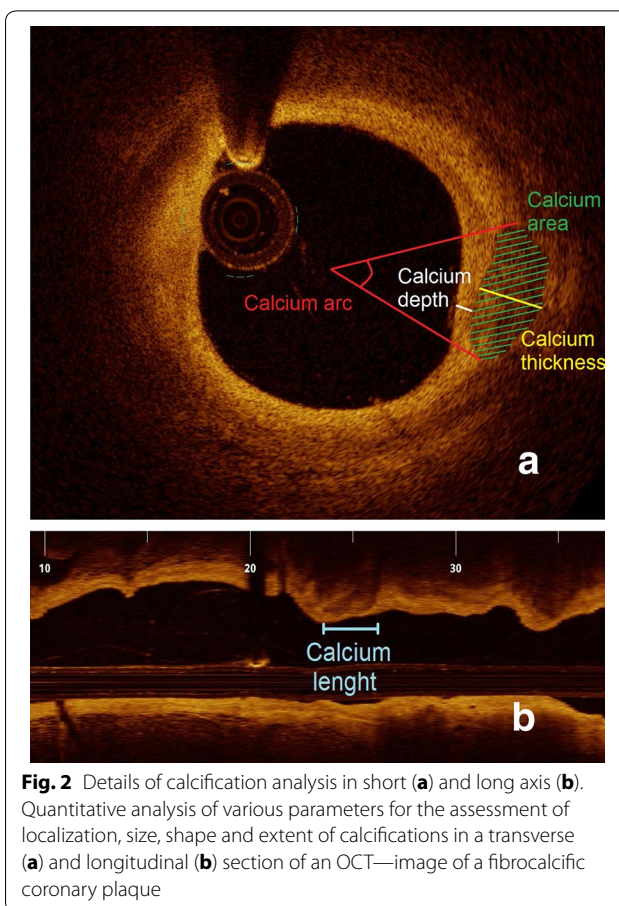 Calcium
area
Calcium
depth
Calcium arc
Calcium
thickness
a
10 20 30
Calcium
lenght
b
Fig. 2 Details of calcification analysis in short (a) and long axis (b).
Quantitative analysis of various parameters for the assessment of
localization, size, shape and extent of calcifications in a transverse
(a) and longitudinal (b) section of an OCT—image of a fibrocalcific
coronary plaque